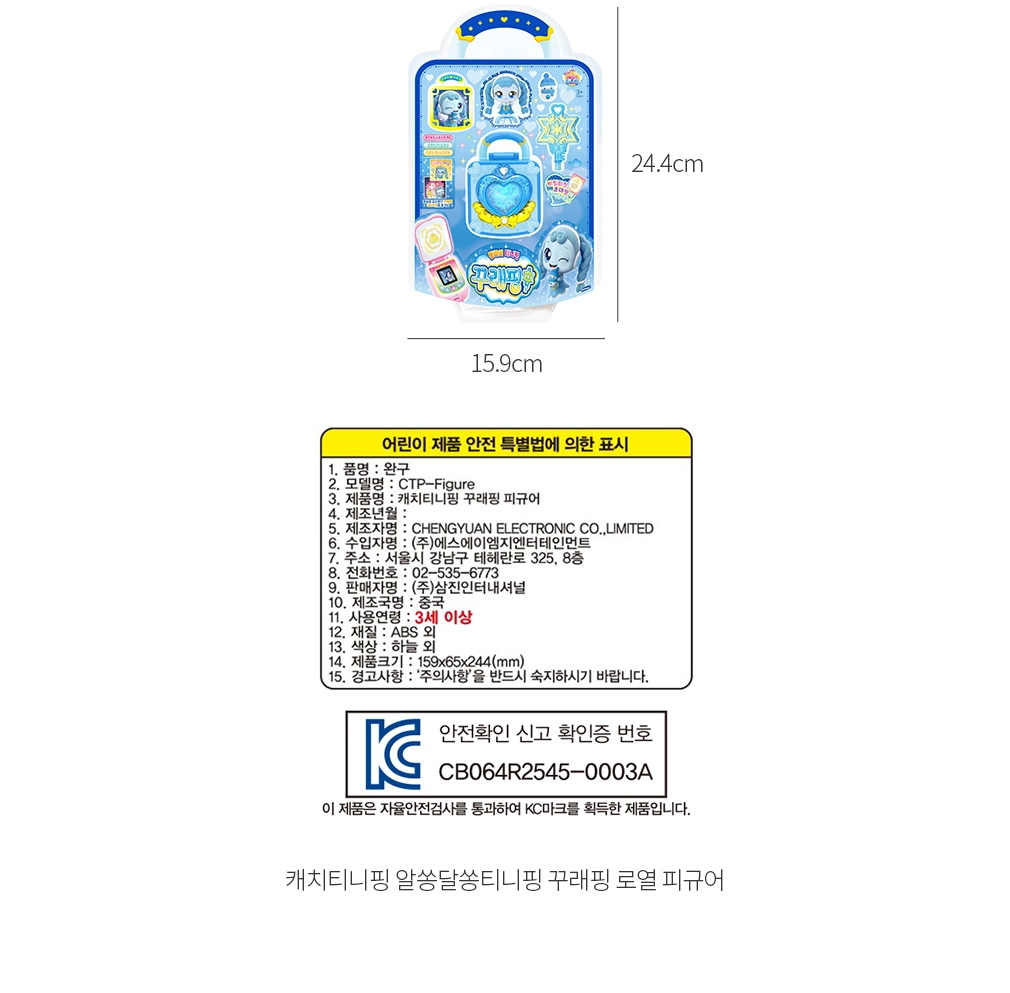 꾸래핑
24.4cm
15.9cm
어린이 제품 안전 특별법에 의한 표시
1. 품명 : 완구
2. 모델명 : CTP-Figure
3. 제품명 : 캐치티니핑 꾸래핑 피규어
4. 제조년월 :
5. 제조자명 : CHENGYUAN ELECTRONIC CO.,LIMITED
6. 수입자명 : (주)에스에이엠지엔터테인먼트
7. 주소 : 서울시 강남구 테헤란로 325, 8층
8. 전화번호 : 02-535-6773
9. 판매자명 : (주)삼진인터내셔널
10. 제조국명 : 중국
11. 사용연령 : 3세 이상
12. 재질 : ABS 외
13. 색상 : 하늘 외
14. 제품크기 : 159x65x244(mm)
15. 경고사항 : '주의사항'을 반드시 숙지하시기 바랍니다.
안전확인 신고 확인증 번호
CB064R2545-0003A
이 제품은 자율안전검사를 통과하여 KC마크를 획득한 제품입니다.
캐치티니핑 알쏭달쏭티니핑 꾸래핑 로열 피규어